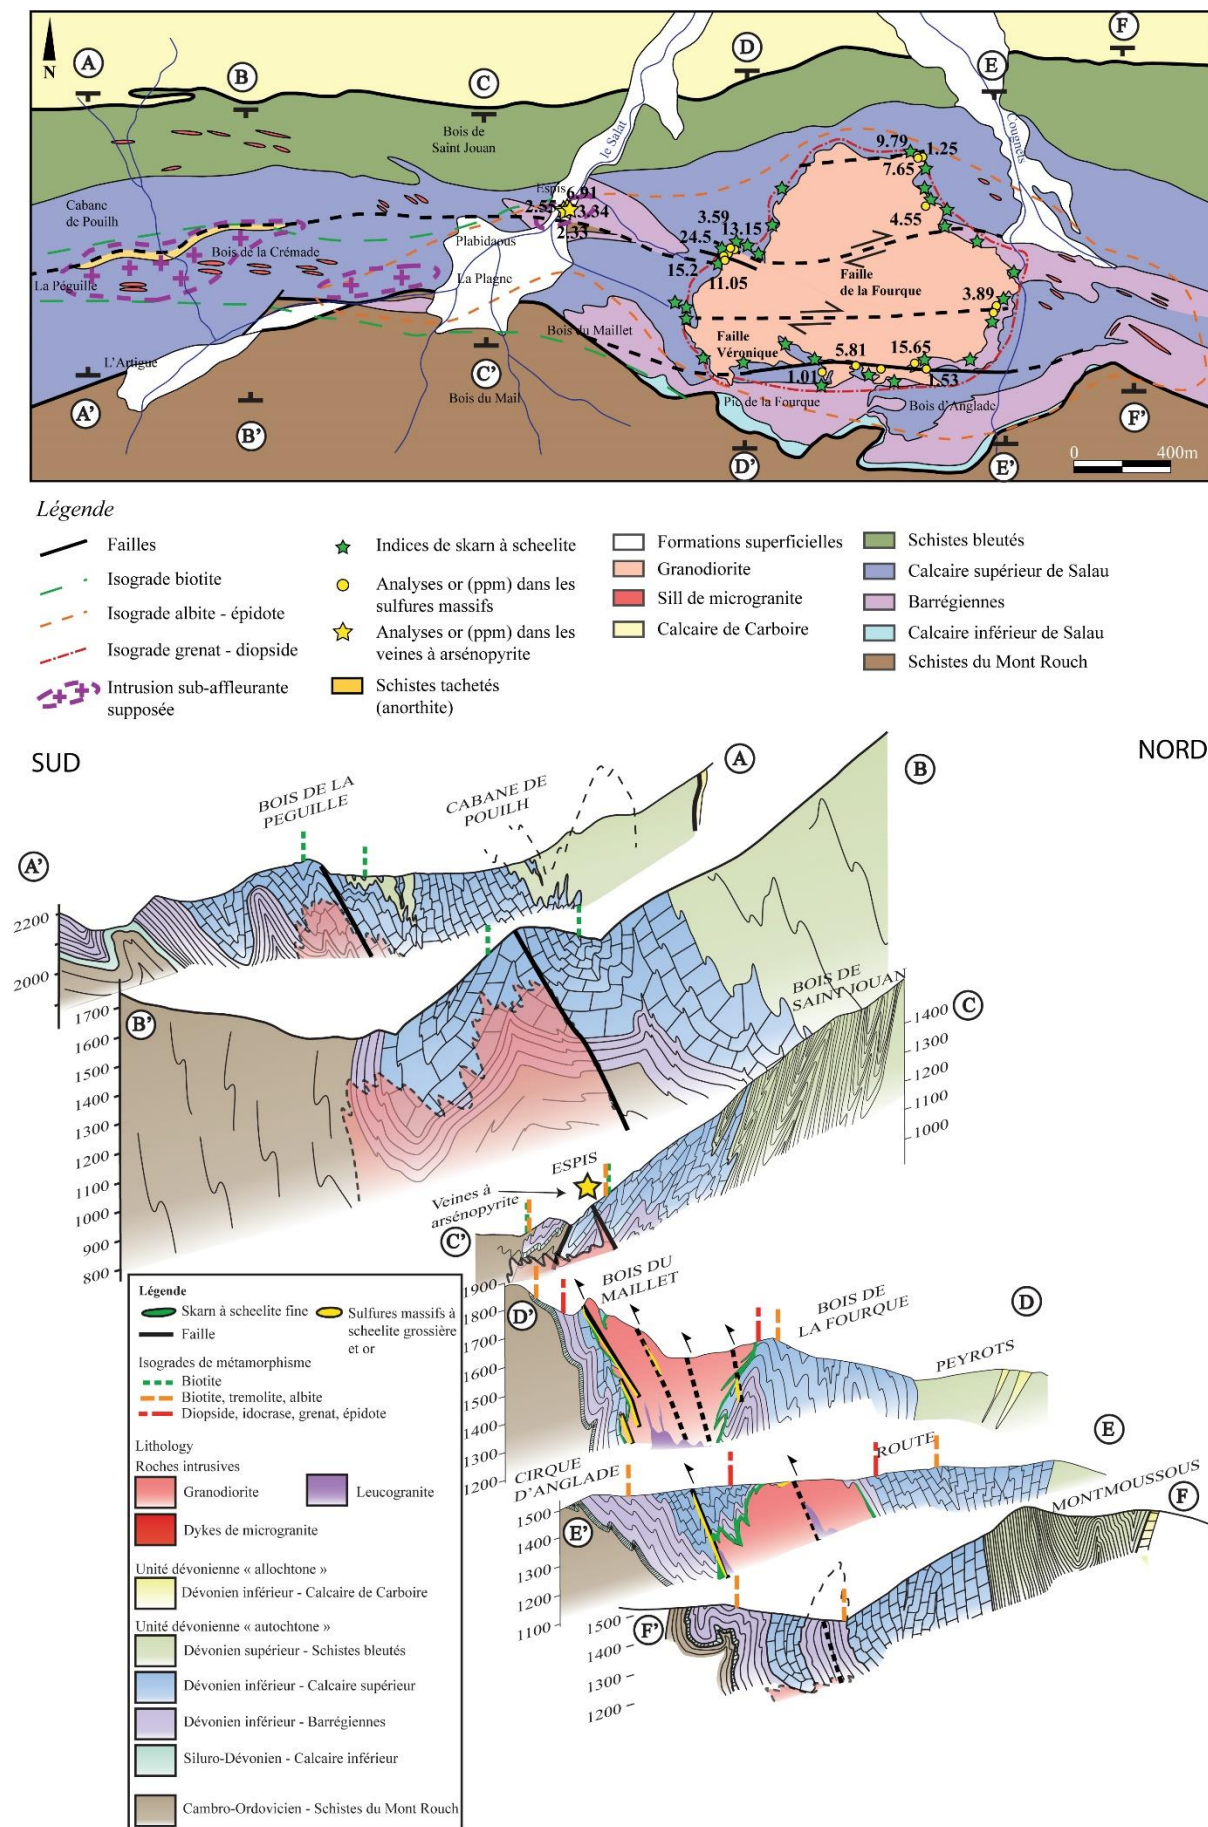 A
B
C
D
E
F
N
Bois de
Saint Jouan
le Salat
Cougnets
9.79
1.25
7.65
Cabane
de Pouilh
Espis
6.91
2.55
3.34
2.33
4.55
3.59
13.15
24.5
15.2
11.05
Plabidaous
Bois de la Crémade
La Péguille
La Plagne
Faille
de la Fourque
3.89
Bois du Maillet
Faille
Véronique
5.81
15.65
1.01
1.53
L'Artigue
Pic de la Fourque
Bois d'Anglade
Bois du Mail
A'
B'
C'
D'
E'
F'
0 400m
Légende
Failles
Isograde biotite
Isograde albite - épidote
Isograde grenat - diopside
Intrusion sub-affleurante
supposée
Indices de skarn à scheelite
Analyses or (ppm) dans les
sulfures massifs
Analyses or (ppm) dans les
veines à arsénopyrite
Schistes tachetés
(anorthite)
Formations superficielles
Granodiorite
Sill de microgranite
Calcaire de Carboire
Schistes bleutés
Calcaire supérieur de Salau
Barrégiennes
Calcaire inférieur de Salau
Schistes du Mont Rouch
SUD
NORD
BOIS DE LA
PEGUILLE
CABANE DE
POUILH
A
A'
2200
2000
B
B'
1700
1600
1500
1400
1300
1200
1100
1000
900
800
BOIS DE
SAINT JOUAN
C
1400
1300
1200
1100
1000
ESPIS
Veines à
arsénopyrite
C'
BOIS DU
MAILLET
BOIS DE
LA FOURQUE
PEYROTS
D
D'
1900
1800
1700
1600
1500
1400
1300
1200
CIRQUE
D'ANGLADE
ROUTE
E
E'
1500
1400
1300
1200
1100
MONTMOUSSOUS
F
F'
1500
1400
1300
1200
Légende
Skarn à scheelite fine
Sulfures massifs à
scheelite grossière
et or
Faille
Isogrades de métamorphisme
Biotite
Biotite, tremolite, albite
Diopside, idocrase, grenat, épidote
Lithology
Roches intrusives
Granodiorite
Leucogranite
Dykes de microgranite
Unité dévonienne « allochtone »
Dévonien inférieur - Calcaire de Carboire
Unité dévonienne « autochtone »
Dévonien supérieur - Schistes bleutés
Dévonien inférieur - Calcaire supérieur
Dévonien inférieur - Barrégiennes
Siluro-Dévonien - Calcaire inférieur
Cambro-Ordovicien - Schistes du Mont Rouch